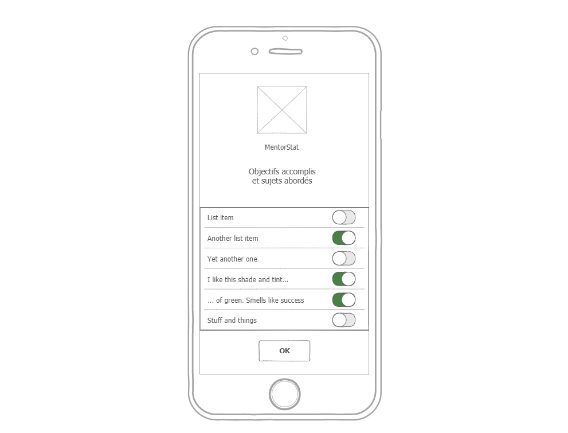 MentorStat
Objectifs accomplis
et sujets abordés
List item
Another list item
Yet another one
I like this shade and tint...
... of green. Smells like success
Stuff and things
OK